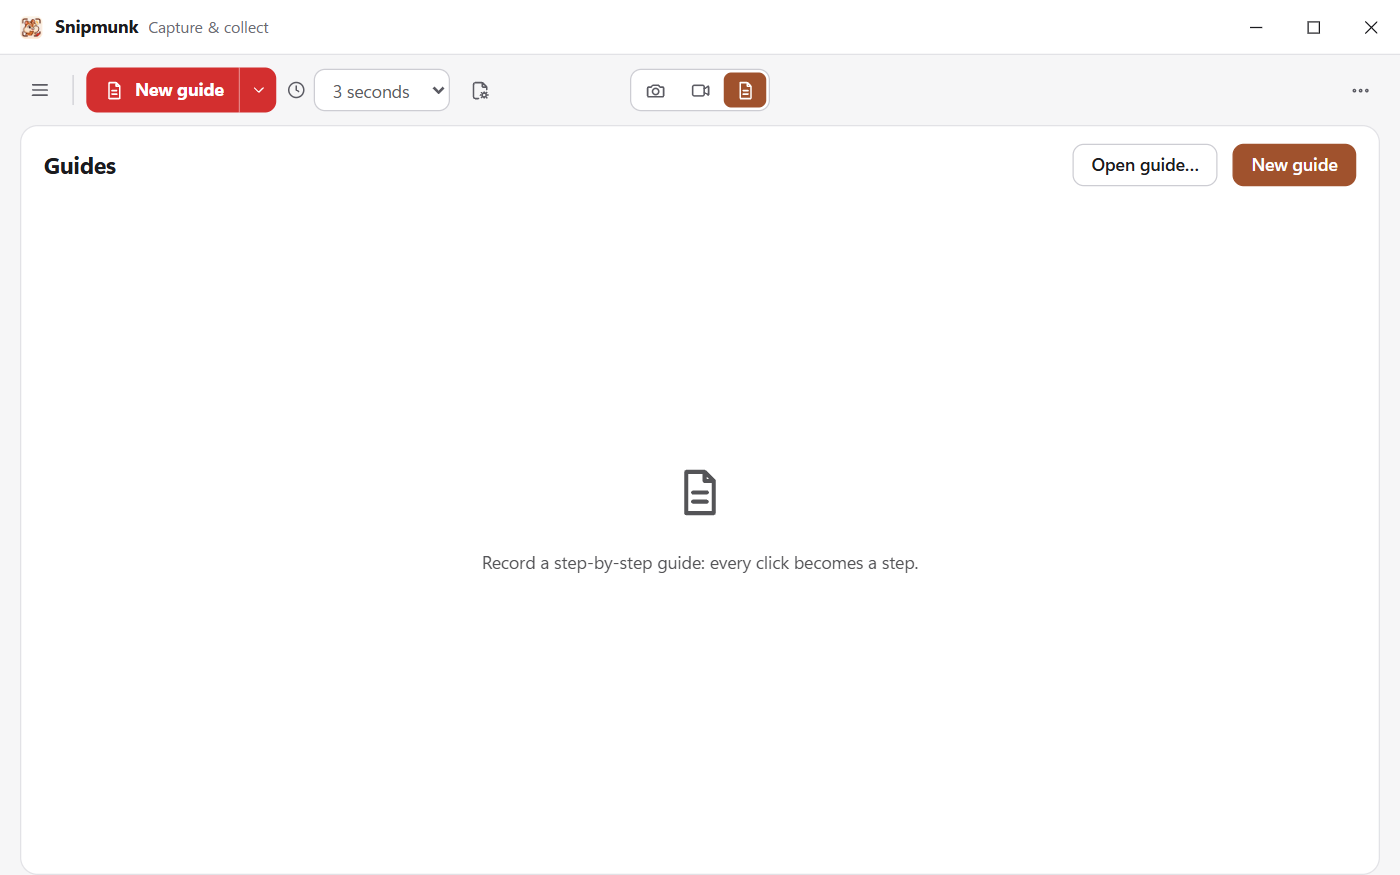 Snipmunk Capture & collect
New guide 3 seconds
Guides Open guide... New guide
Record a step-by-step guide: every click becomes a step.